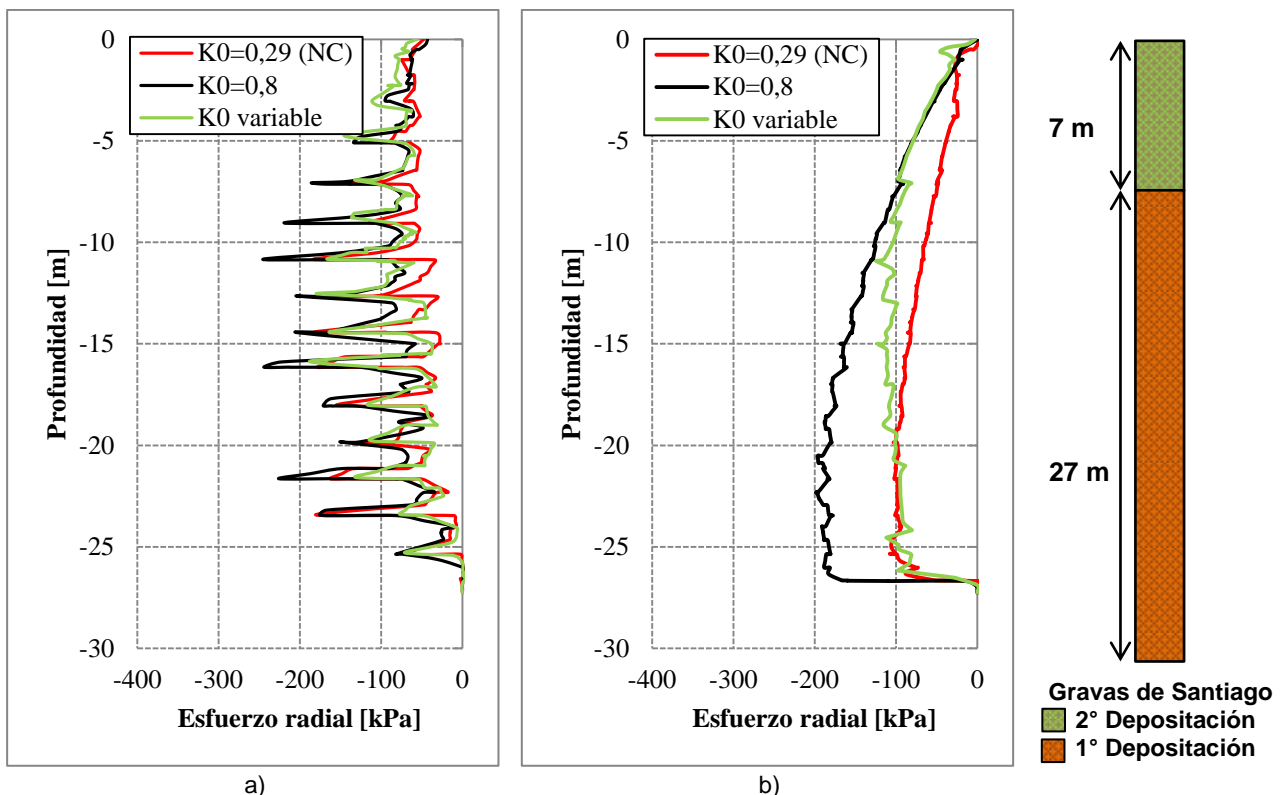 K0=0,29 (NC)
K0=0,8
K0 variable
0
-5
-10
-15
-20
-25
-30
Profundidad [m]
-400 -300 -200 -100 0
Esfuerzo radial [kPa]
a)
K0=0,29 (NC)
K0=0,8
K0 variable
0
-5
-10
-15
-20
-25
-30
Profundidad [m]
-400 -300 -200 -100 0
Esfuerzo radial [kPa]
b)
7 m
27 m
Gravas de Santiago
2° Depositación
1° Depositación